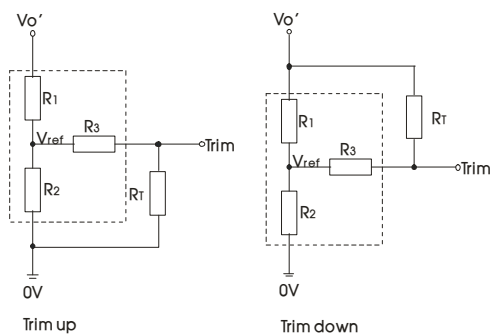 Vo'
R1
Vref
R3
Trim
R2
RT
0V
Trim up
Vo'
R1
RT
Vref
R3
Trim
R2
0V
Trim down